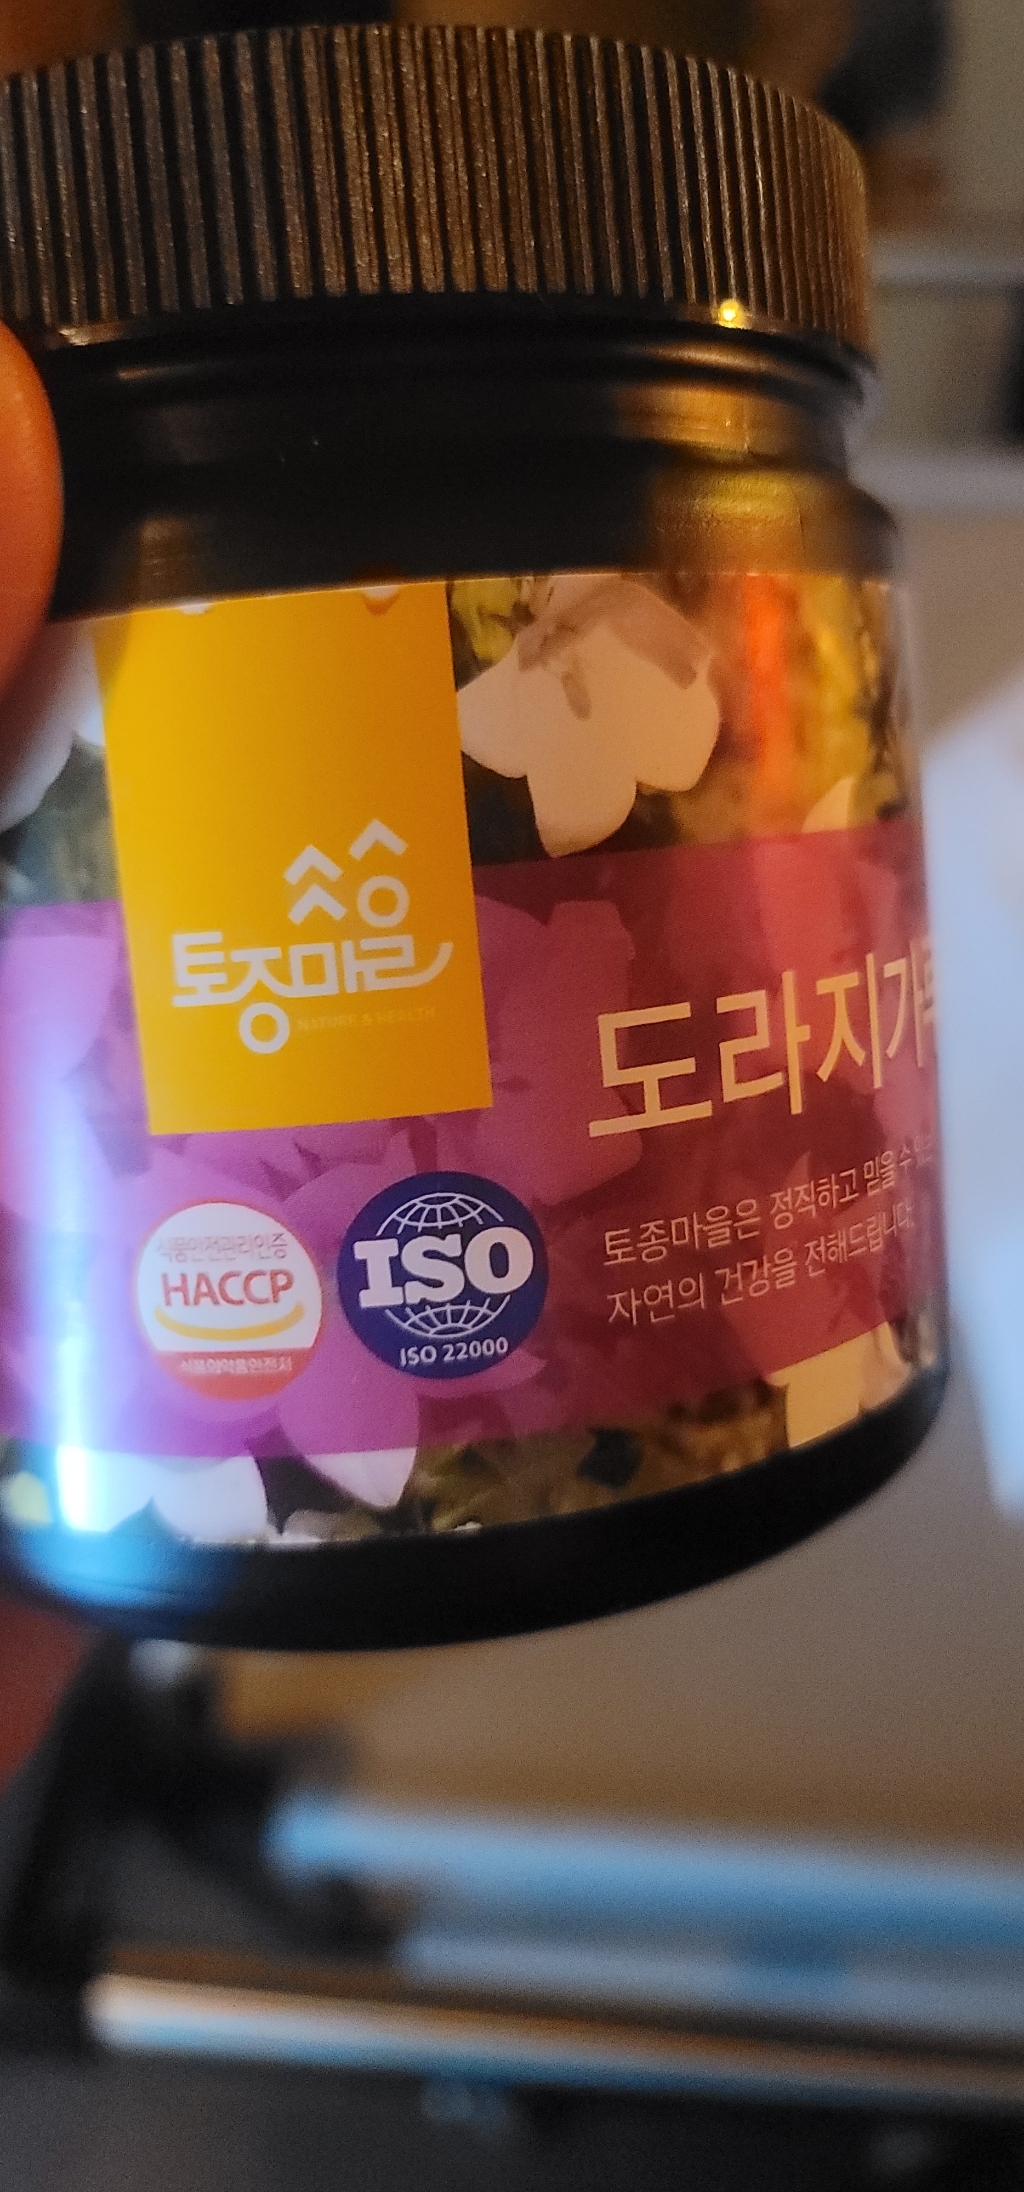 토종마을
NATURE & HEALTH
도라지가
토종마을은 정직하고 믿을 수
자연의 건강을 전해드립니다.
식품안전관리인증
HACCP
식품의약품안전처
ISO
ISO 22000